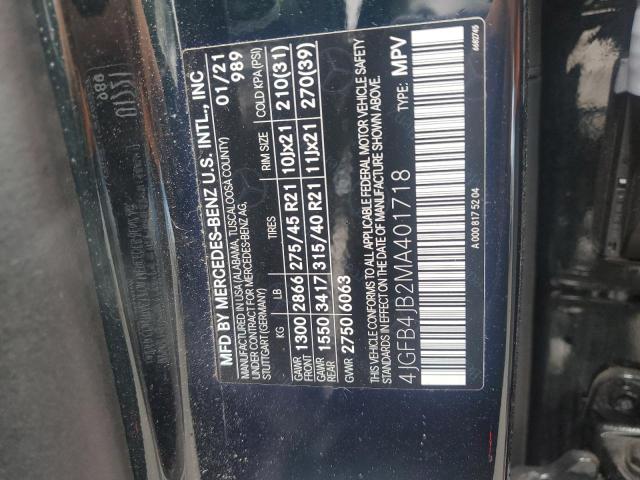 MFD BY MERCEDES-BENZ U.S. INTL., INC
MANUFACTURED IN USA (ALABAMA, TUSCALOOSA COUNTY) 01/21
UNDER CONTRACT FOR MERCEDES-BENZ AG, 989
STUTTGART (GERMANY)
KG LB TIRES RIM SIZE COLD KPA (PSI)
GAWR FRONT 1300 2866 275/45 R21 10Jx21 210(31)
GAWR REAR 1550 3417 315/40 R21 11Jx21 270(39)
GVWR 2750 6063
VEHICLE CONFORMS TO ALL APPLICABLE FEDERAL MOTOR VEHICLE SAFETY
STANDARDS IN EFFECT ON THE DATE OF MANUFACTURE SHOWN ABOVE.
4JGFB4JB2MA401718 TYPE: MPV
A 000 817 52 04